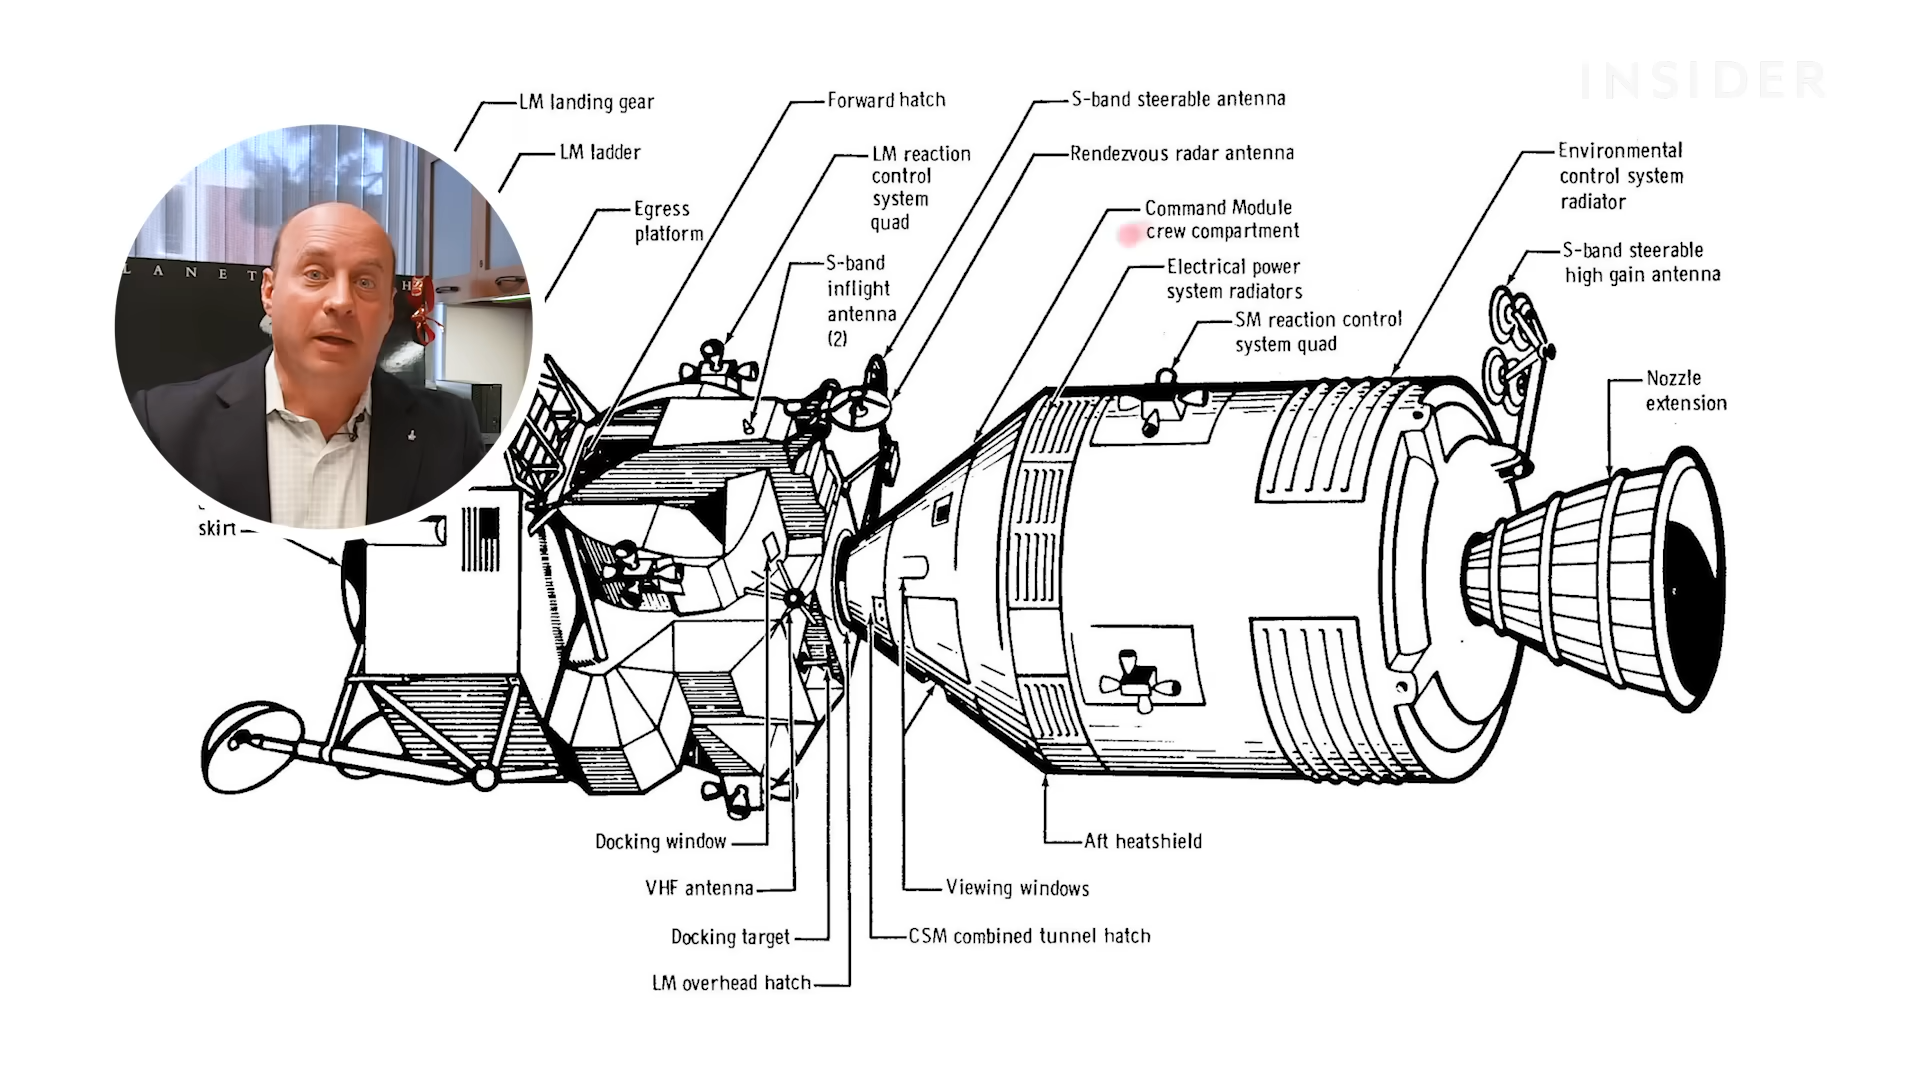 INSIDER
LM landing gear
Forward hatch
S-band steerable antenna
LM ladder
LM reaction
control
system
quad
Rendezvous radar antenna
Environmental
control system
radiator
Egress
platform
Command Module
crew compartment
S-band steerable
high gain antenna
S-band
inflight
antenna
(2)
Electrical power
system radiators
SM reaction control
system quad
Nozzle
extension
LANET
H
skirt
Docking window
Aft heatshield
VHF antenna
Viewing windows
Docking target
CSM combined tunnel hatch
LM overhead hatch